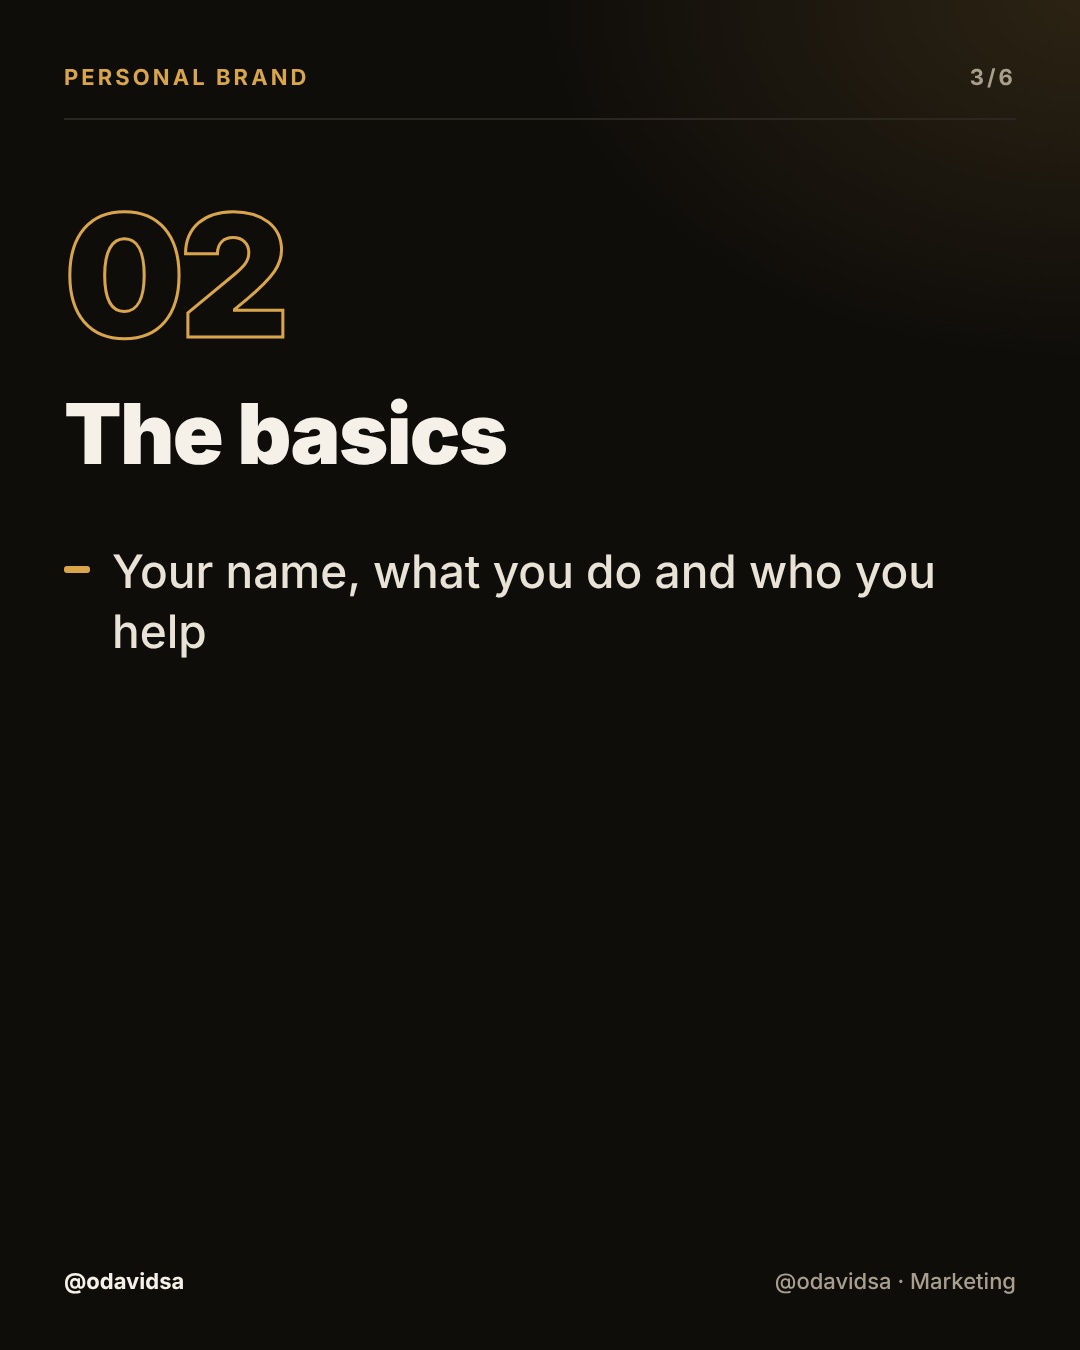 PERSONAL BRAND
3/6
02
The basics
Your name, what you do and who you
help
@odavidsa
@odavidsa · Marketing